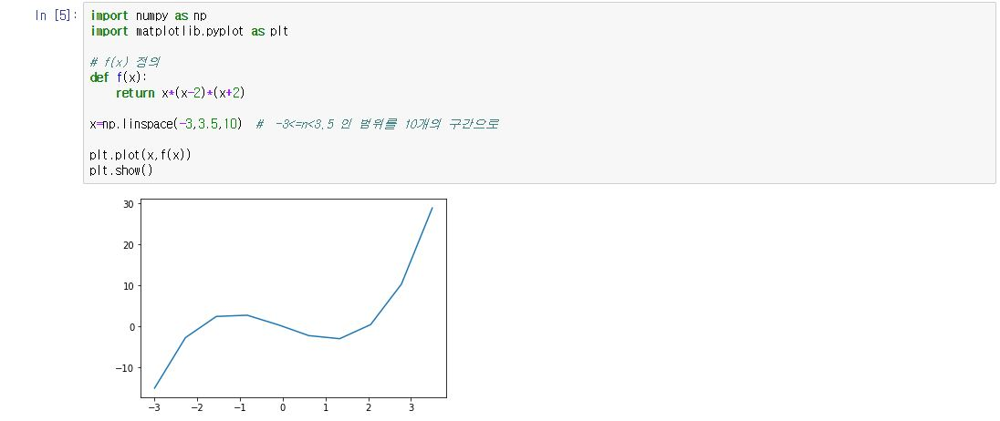 In [5]:
import numpy as np
import matplotlib.pyplot as plt
# f(x) 정의
def f(x):
return x*(x-2)*(x+2)
x=np.linspace(-3,3.5,10) # -3<=n<3,5 인 범위를 10개의 구간으로
plt.plot(x,f(x))
plt.show()
30
20
10
0
−10
−3 −2 −1 0 1 2 3